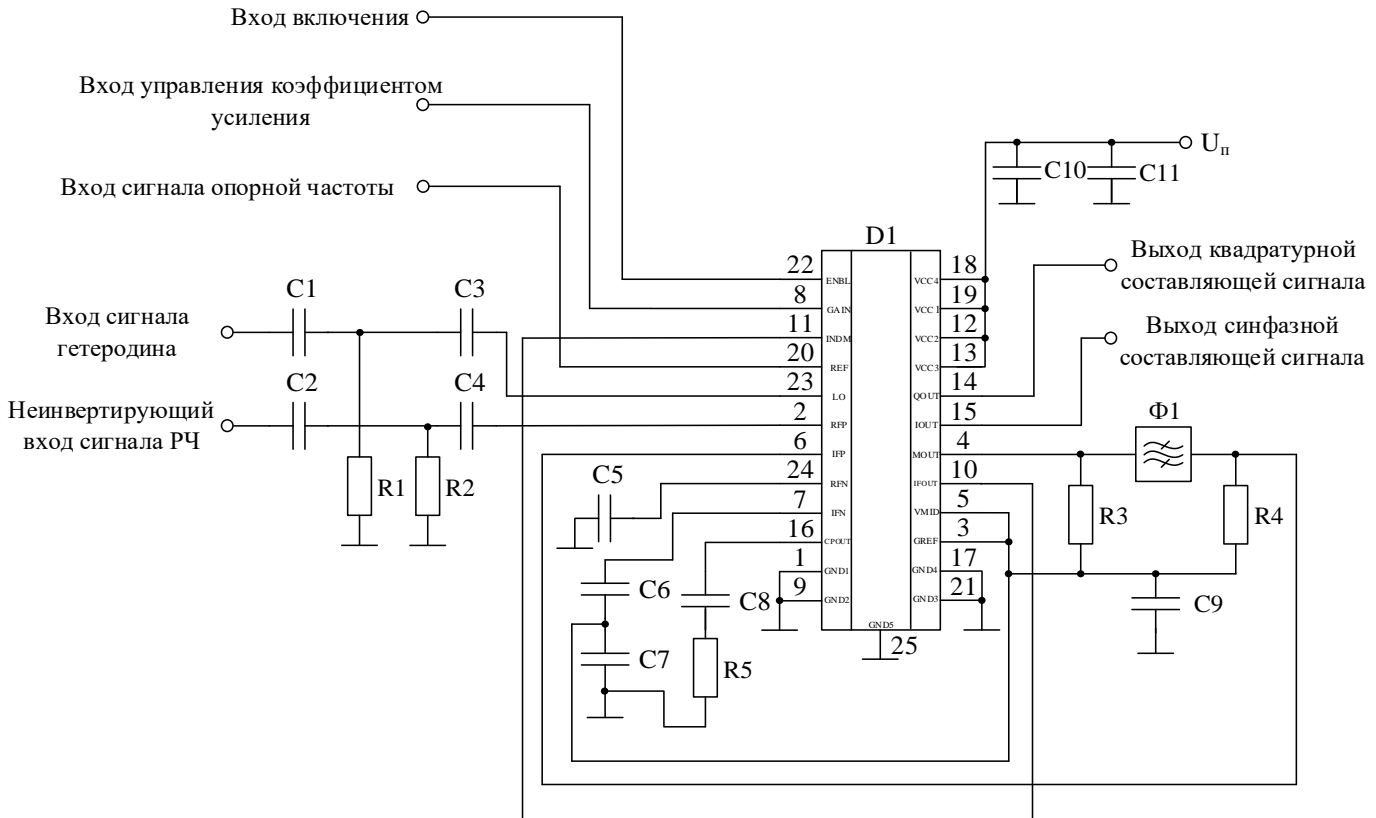 Вход включения
Вход управления коэффициентом
усиления
Вход сигнала опорной частоты
Вход сигнала
гетеродина
Неинвертирующий
вход сигнала РЧ
C1
C3
C2
C4
R1
R2
C5
C6
C7
C8
R5
D1
22
ENBL
8
GAIN
11
INDM
20
REF
23
LO
2
RFP
6
IFP
24
RFN
7
IFN
16
CPOUT
1
GND1
9
GND2
GND5
25
18
VCC4
19
VCC1
12
VCC2
13
VCC3
14
QOUT
15
IOUT
4
MOUT
10
IFOUT
5
VMID
3
GREF
17
GND4
21
GND3
C10
C11
Uп
Выход квадратурной
составляющей сигнала
Выход синфазной
составляющей сигнала
Ф1
R3
R4
C9